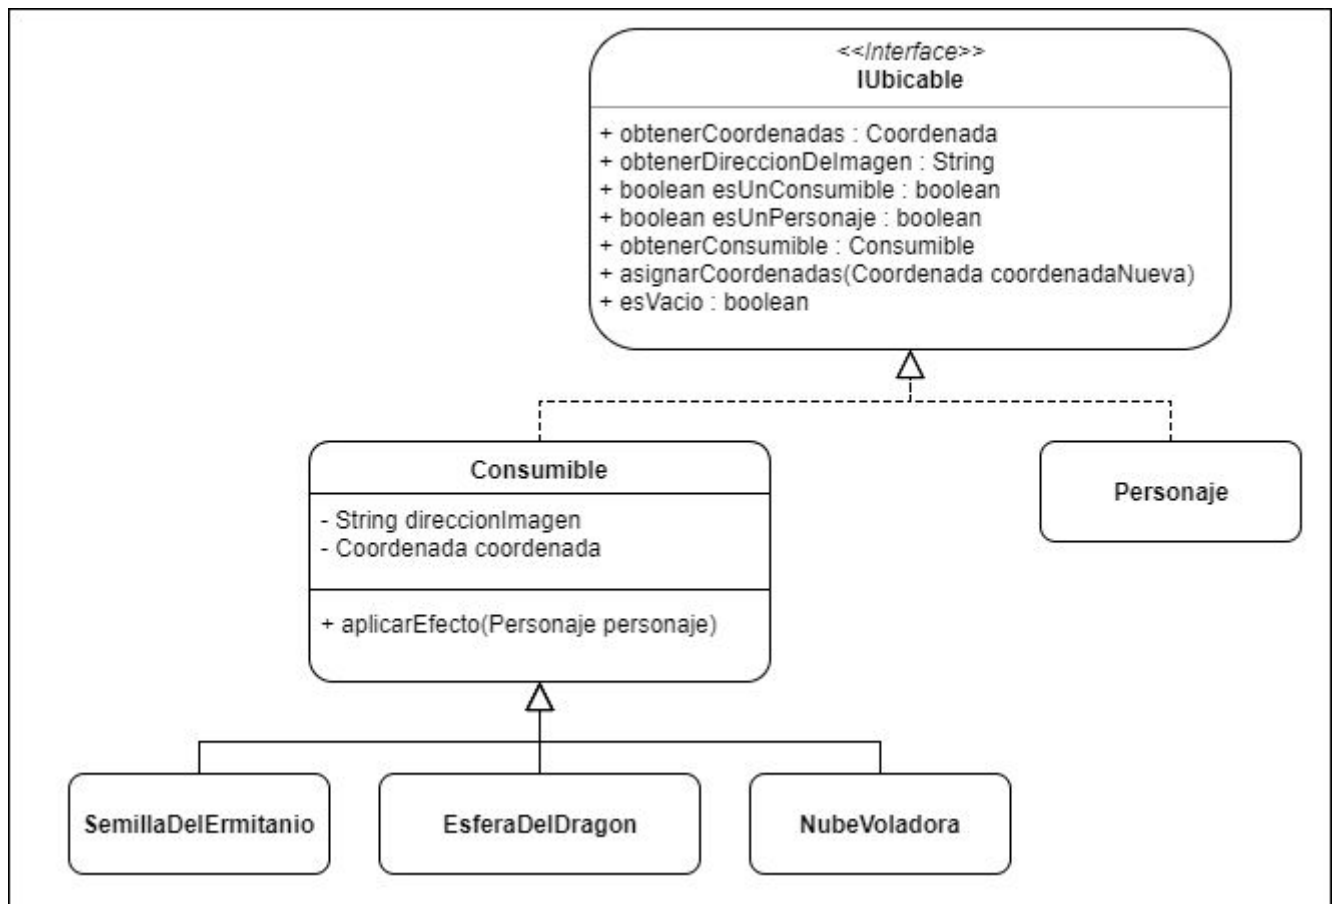 <<Interface>>
IUbicable
+ obtenerCoordenadas : Coordenada
+ obtenerDireccionDeImagen : String
+ boolean esUnConsumible : boolean
+ boolean esUnPersonaje : boolean
+ obtenerConsumible : Consumible
+ asignarCoordenadas(Coordenada coordenadaNueva)
+ esVacio : boolean
Consumible
- String direccionImagen
- Coordenada coordenada
+ aplicarEfecto(Personaje personaje)
Personaje
SemillaDelErmitanio
EsferaDelDragon
NubeVoladora